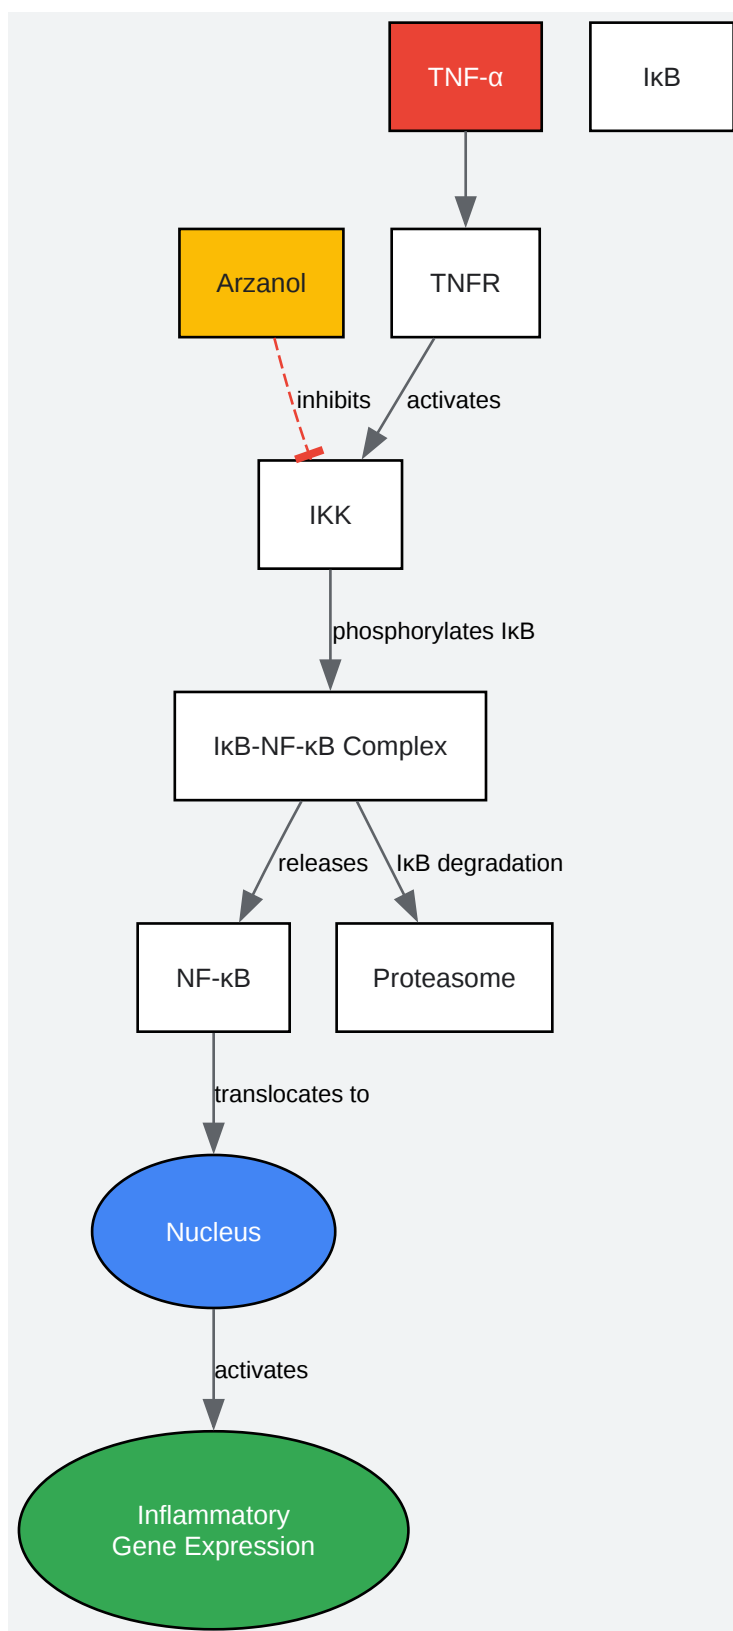 TNF-α
IκB
Arzanol
TNFR
inhibits
activates
IKK
phosphorylates IκB
IκB-NF-κB Complex
releases
IκB degradation
NF-κB
Proteasome
translocates to
Nucleus
activates
Inflammatory
Gene Expression